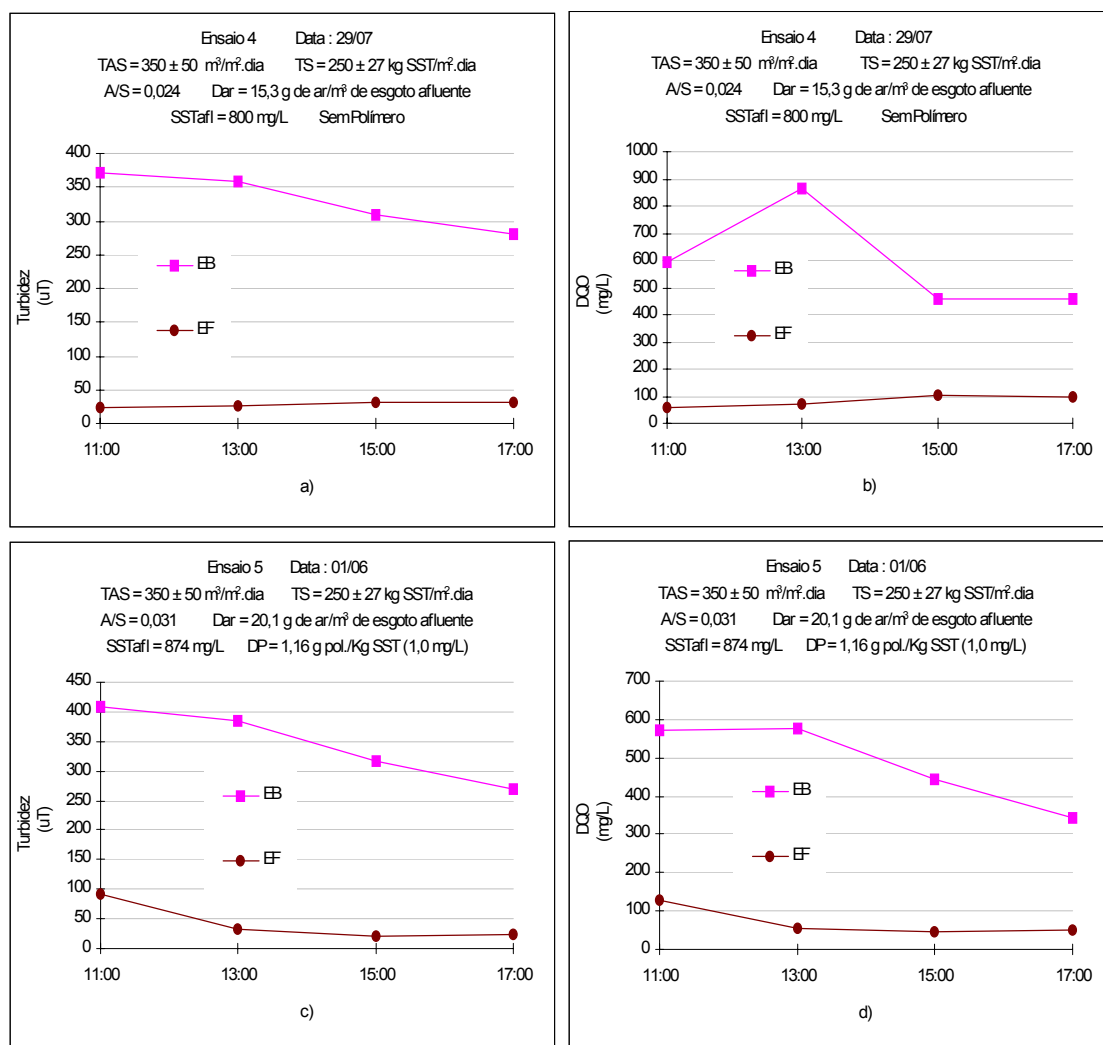 Ensaio 4 Data : 29/07
TAS = 350 ± 50 m³/m².dia TS = 250 ± 27 kg SST/m².dia
A/S = 0,024 Dar = 15,3 g de ar/m³ de esgoto afluente
SSTafl = 800 mg/L Sem Polímero
Turbidez
(uT)
400
350
300
250
200
150
100
50
0
EB
EF
11:00 13:00 15:00 17:00
a)
Ensaio 4 Data : 29/07
TAS = 350 ± 50 m³/m².dia TS = 250 ± 27 kg SST/m².dia
A/S = 0,024 Dar = 15,3 g de ar/m³ de esgoto afluente
SSTafl = 800 mg/L Sem Polímero
DQO
(mg/L)
1000
900
800
700
600
500
400
300
200
100
0
EB
EF
11:00 13:00 15:00 17:00
b)
Ensaio 5 Data : 01/06
TAS = 350 ± 50 m³/m².dia TS = 250 ± 27 kg SST/m².dia
A/S = 0,031 Dar = 20,1 g de ar/m³ de esgoto afluente
SSTafl = 874 mg/L DP = 1,16 g pol./Kg SST (1,0 mg/L)
Turbidez
(uT)
450
400
350
300
250
200
150
100
50
0
EB
EF
11:00 13:00 15:00 17:00
c)
Ensaio 5 Data : 01/06
TAS = 350 ± 50 m³/m².dia TS = 250 ± 27 kg SST/m².dia
A/S = 0,031 Dar = 20,1 g de ar/m³ de esgoto afluente
SSTafl = 874 mg/L DP = 1,16 g pol./Kg SST (1,0 mg/L)
DQO
(mg/L)
700
600
500
400
300
200
100
0
EB
EF
11:00 13:00 15:00 17:00
d)